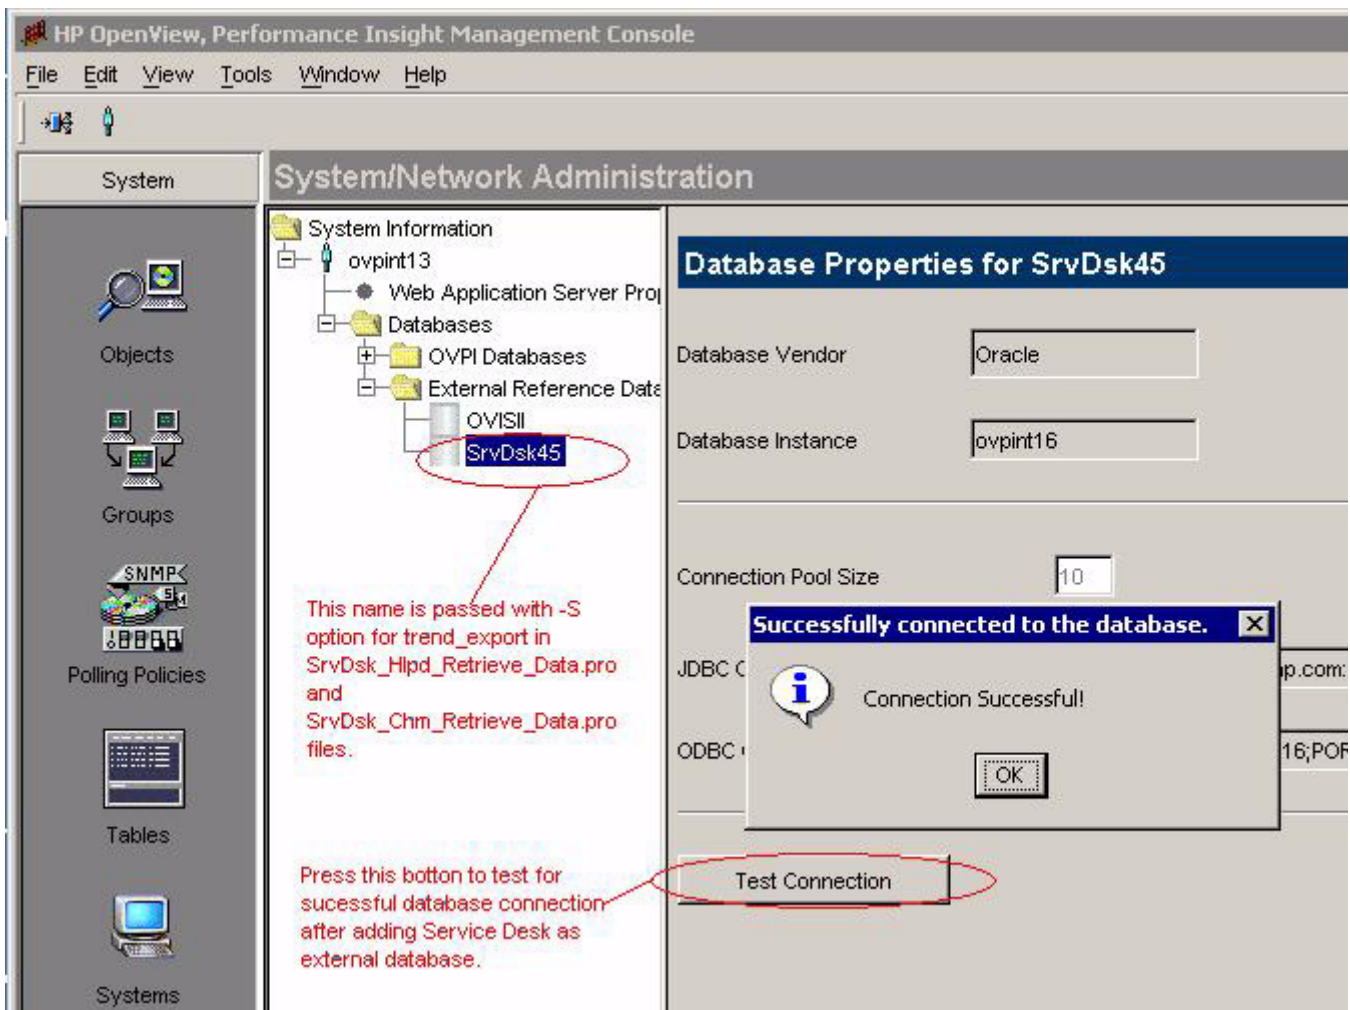 HP OpenView, Performance Insight Management Console
File Edit View Tools Window Help
System
System/Network Administration
Objects
Groups
SNMP
Polling Policies
Tables
Systems
System Information
ovpint13
Web Application Server Pro
Databases
OVPI Databases
External Reference Data
OVISII
SrvDsk45
This name is passed with -S
option for trend_export in
SrvDsk_Hlpd_Retrieve_Data.pro
and
SrvDsk_Chm_Retrieve_Data.pro
files.
Press this botton to test for
sucessful database connection
after adding Service Desk as
external database.
Database Properties for SrvDsk45
Database Vendor Oracle
Database Instance ovpint16
Connection Pool Size 10
JDBC
ODBC
Successfully connected to the database.
Connection Successful!
OK
p.com:
16;POR
Test Connection